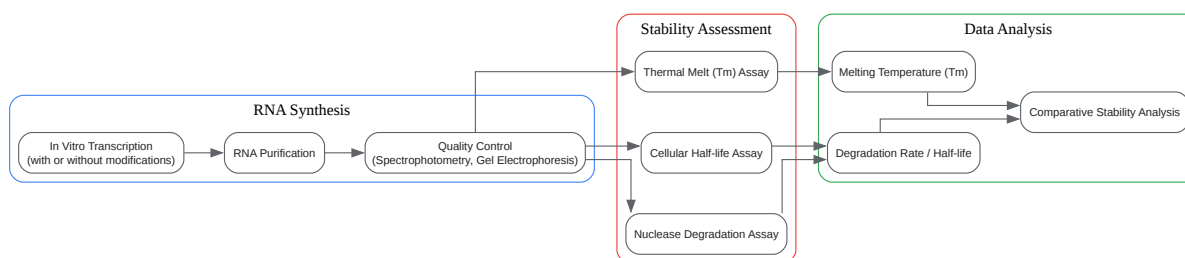 Stability Assessment
Data Analysis
Thermal Melt (Tm) Assay
Melting Temperature (Tm)
RNA Synthesis
Comparative Stability Analysis
In Vitro Transcription
(with or without modifications)
RNA Purification
Quality Control
(Spectrophotometry, Gel Electrophoresis)
Cellular Half-life Assay
Degradation Rate / Half-life
Nuclease Degradation Assay